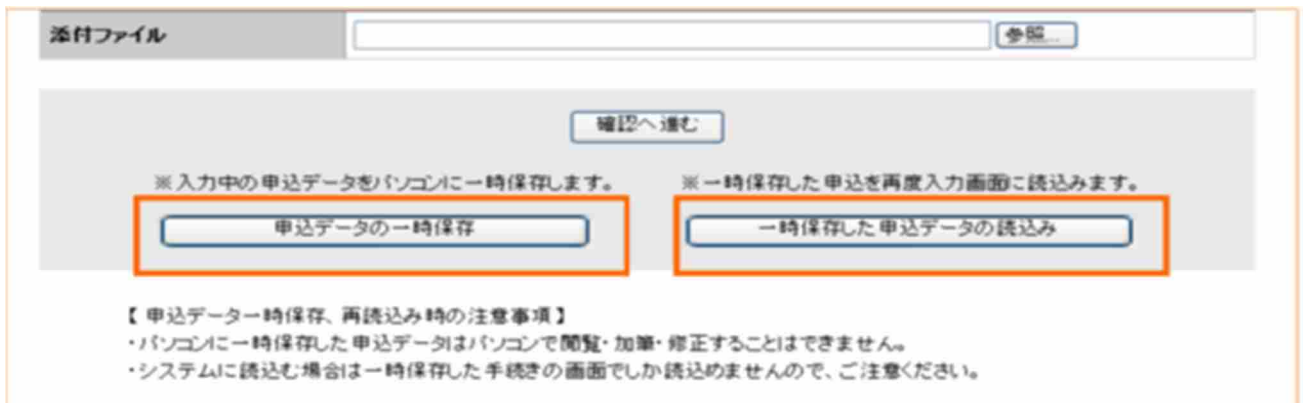 添付ファイル 参照...
確認へ進む
※入力中の申込データをパソコンに一時保存します。 ※一時保存した申込を再度入力画面に読込みます。
申込データの一時保存 一時保存した申込データの読込み
【申込データ一時保存、再読込み時の注意事項】
・パソコンに一時保存した申込データはパソコンで閲覧・加筆・修正することはできません。
・システムに読込む場合は一時保存した手続きの画面でしか読込めませんので、ご注意ください。